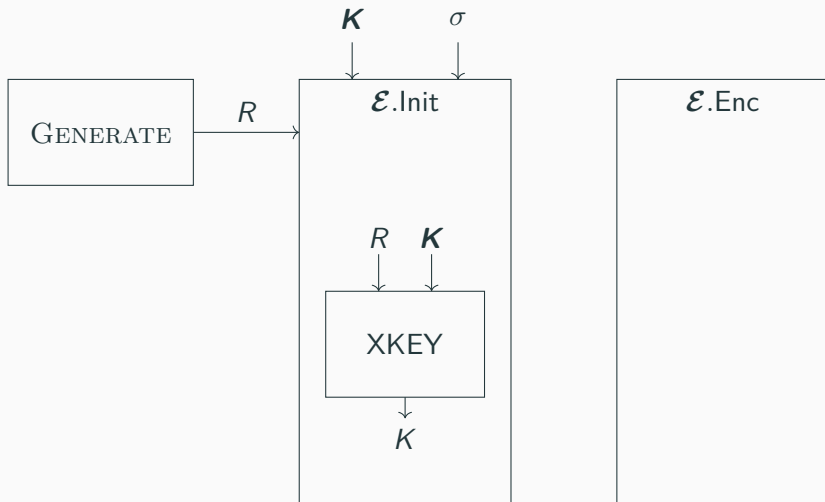 𝑲 σ
GENERATE
R
𝓔.Init
𝓔.Enc
R 𝑲
XKEY
K